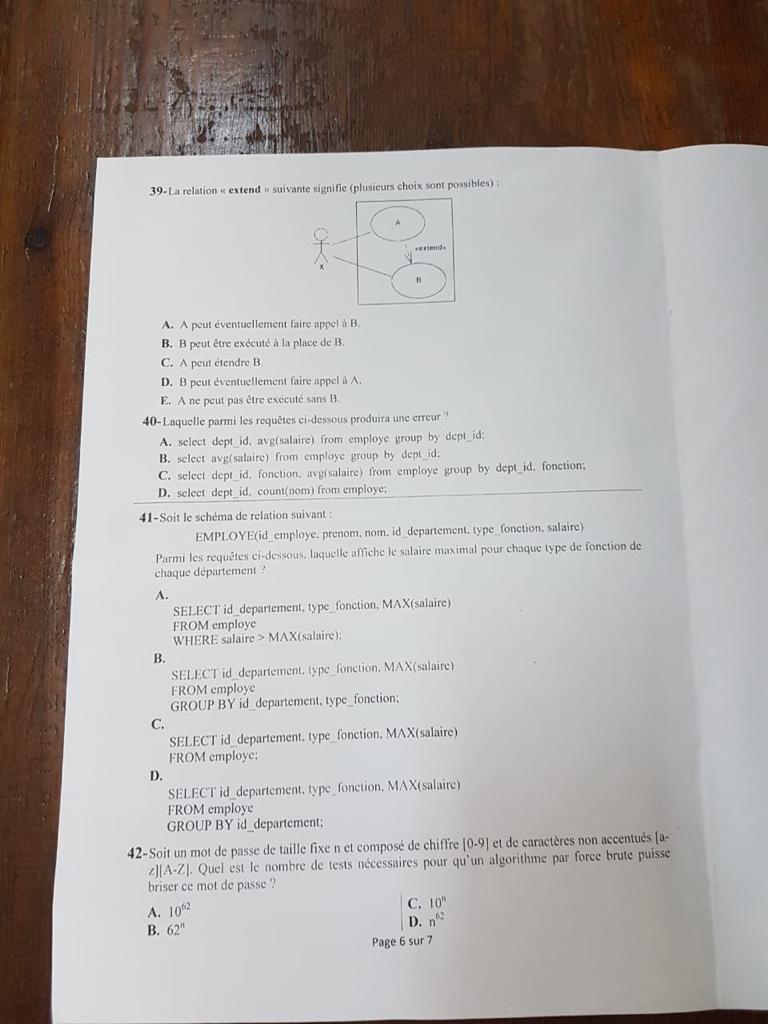 39-La relation « extend » suivante signifie (plusieurs choix sont possibles) :
A
«extend»
X
B
A. A peut éventuellement faire appel à B.
B. B peut être exécuté à la place de B.
C. A peut étendre B.
D. B peut éventuellement faire appel à A.
E. A ne peut pas être exécuté sans B.
40-Laquelle parmi les requêtes ci-dessous produira une erreur ?
A. select dept_id, avg(salaire) from employe group by dept_id;
B. select avg(salaire) from employe group by dept_id;
C. select dept_id, fonction, avg(salaire) from employe group by dept_id, fonction;
D. select dept_id, count(nom) from employe;
41-Soit le schéma de relation suivant :
EMPLOYE(id_employe, prenom, nom, id_departement, type_fonction, salaire)
Parmi les requêtes ci-dessous, laquelle affiche le salaire maximal pour chaque type de fonction de
chaque département ?
A.
SELECT id_departement, type_fonction, MAX(salaire)
FROM employe
WHERE salaire > MAX(salaire);
B.
SELECT id_departement, type_fonction, MAX(salaire)
FROM employe
GROUP BY id_departement, type_fonction;
C.
SELECT id_departement, type_fonction, MAX(salaire)
FROM employe;
D.
SELECT id_departement, type_fonction, MAX(salaire)
FROM employe
GROUP BY id_departement;
42-Soit un mot de passe de taille fixe n et composé de chiffre [0-9] et de caractères non accentués [a-
z][A-Z]. Quel est le nombre de tests nécessaires pour qu'un algorithme par force brute puisse
briser ce mot de passe ?
A. 10⁶²
B. 62ⁿ
C. 10ⁿ
D. n⁶²
Page 6 sur 7